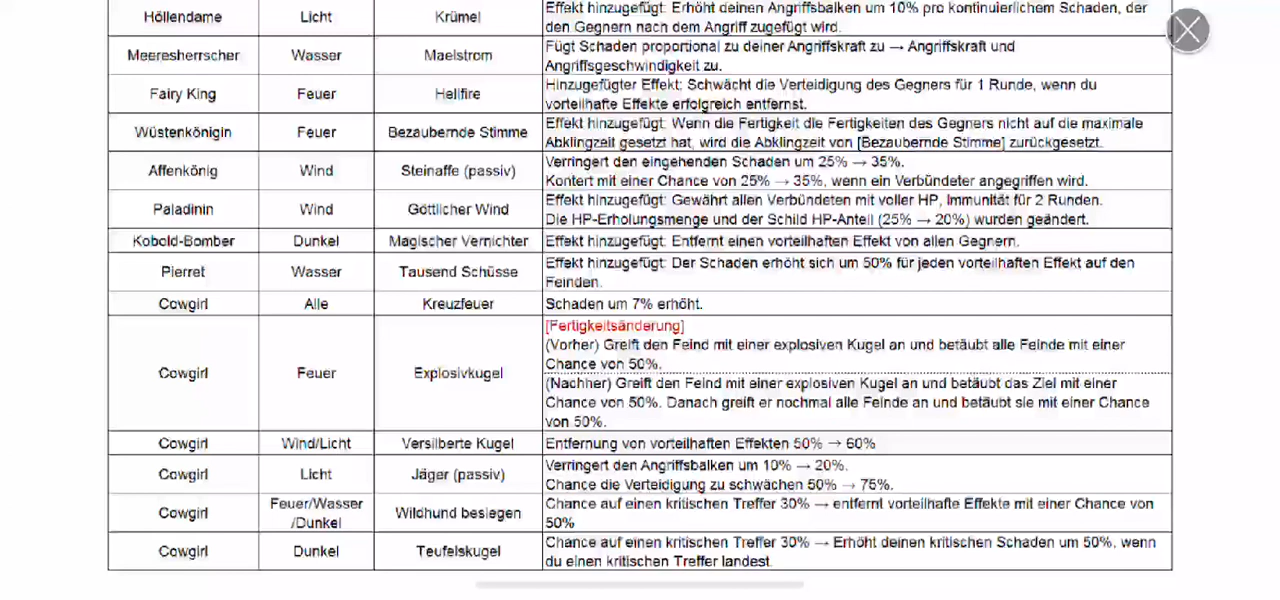 Höllendame Licht Krümel Effekt hinzugefügt: Erhöht deinen Angriffsbalken um 10% pro kontinuierlichem Schaden, der
den Gegnern nach dem Angriff zugefügt wird.
Meeresherrscher Wasser Maelstrom Fügt Schaden proportional zu deiner Angriffskraft zu → Angriffskraft und
Angriffsgeschwindigkeit zu.
Fairy King Feuer Hellfire Hinzugefügter Effekt: Schwächt die Verteidigung des Gegners für 1 Runde, wenn du
vorteilhafte Effekte erfolgreich entfernst.
Wüstenkönigin Feuer Bezaubernde Stimme Effekt hinzugefügt: Wenn die Fertigkeit die Fertigkeiten des Gegners nicht auf die maximale
Abklingzeit gesetzt hat, wird die Abklingzeit von [Bezaubernde Stimme] zurückgesetzt.
Affenkönig Wind Steinaffe (passiv) Verringert den eingehenden Schaden um 25% → 35%.
Kontert mit einer Chance von 25% → 35%, wenn ein Verbündeter angegriffen wird.
Paladinin Wind Göttlicher Wind Effekt hinzugefügt: Gewährt allen Verbündeten mit voller HP, Immunität für 2 Runden.
Die HP-Erholungsmenge und der Schild HP-Anteil (25% → 20%) wurden geändert.
Kobold-Bomber Dunkel Magischer Vernichter Effekt hinzugefügt: Entfernt einen vorteilhaften Effekt von allen Gegnern.
Pierret Wasser Tausend Schüsse Effekt hinzugefügt: Der Schaden erhöht sich um 50% für jeden vorteilhaften Effekt auf den
Feinden.
Cowgirl Alle Kreuzfeuer Schaden um 7% erhöht.
Cowgirl Feuer Explosivkugel [Fertigkeitsänderung]
(Vorher) Greift den Feind mit einer explosiven Kugel an und betäubt alle Feinde mit einer
Chance von 50%.
(Nachher) Greift den Feind mit einer explosiven Kugel an und betäubt das Ziel mit einer
Chance von 50%. Danach greift er nochmal alle Feinde an und betäubt sie mit einer Chance
von 50%.
Cowgirl Wind/Licht Versilberte Kugel Entfernung von vorteilhaften Effekten 50% → 60%
Cowgirl Licht Jäger (passiv) Verringert den Angriffsbalken um 10% → 20%.
Chance die Verteidigung zu schwächen 50% → 75%.
Cowgirl Feuer/Wasser
/Dunkel Wildhund besiegen Chance auf einen kritischen Treffer 30% → entfernt vorteilhafte Effekte mit einer Chance von
50%
Cowgirl Dunkel Teufelskugel Chance auf einen kritischen Treffer 30% → Erhöht deinen kritischen Schaden um 50%, wenn
du einen kritischen Treffer landest.